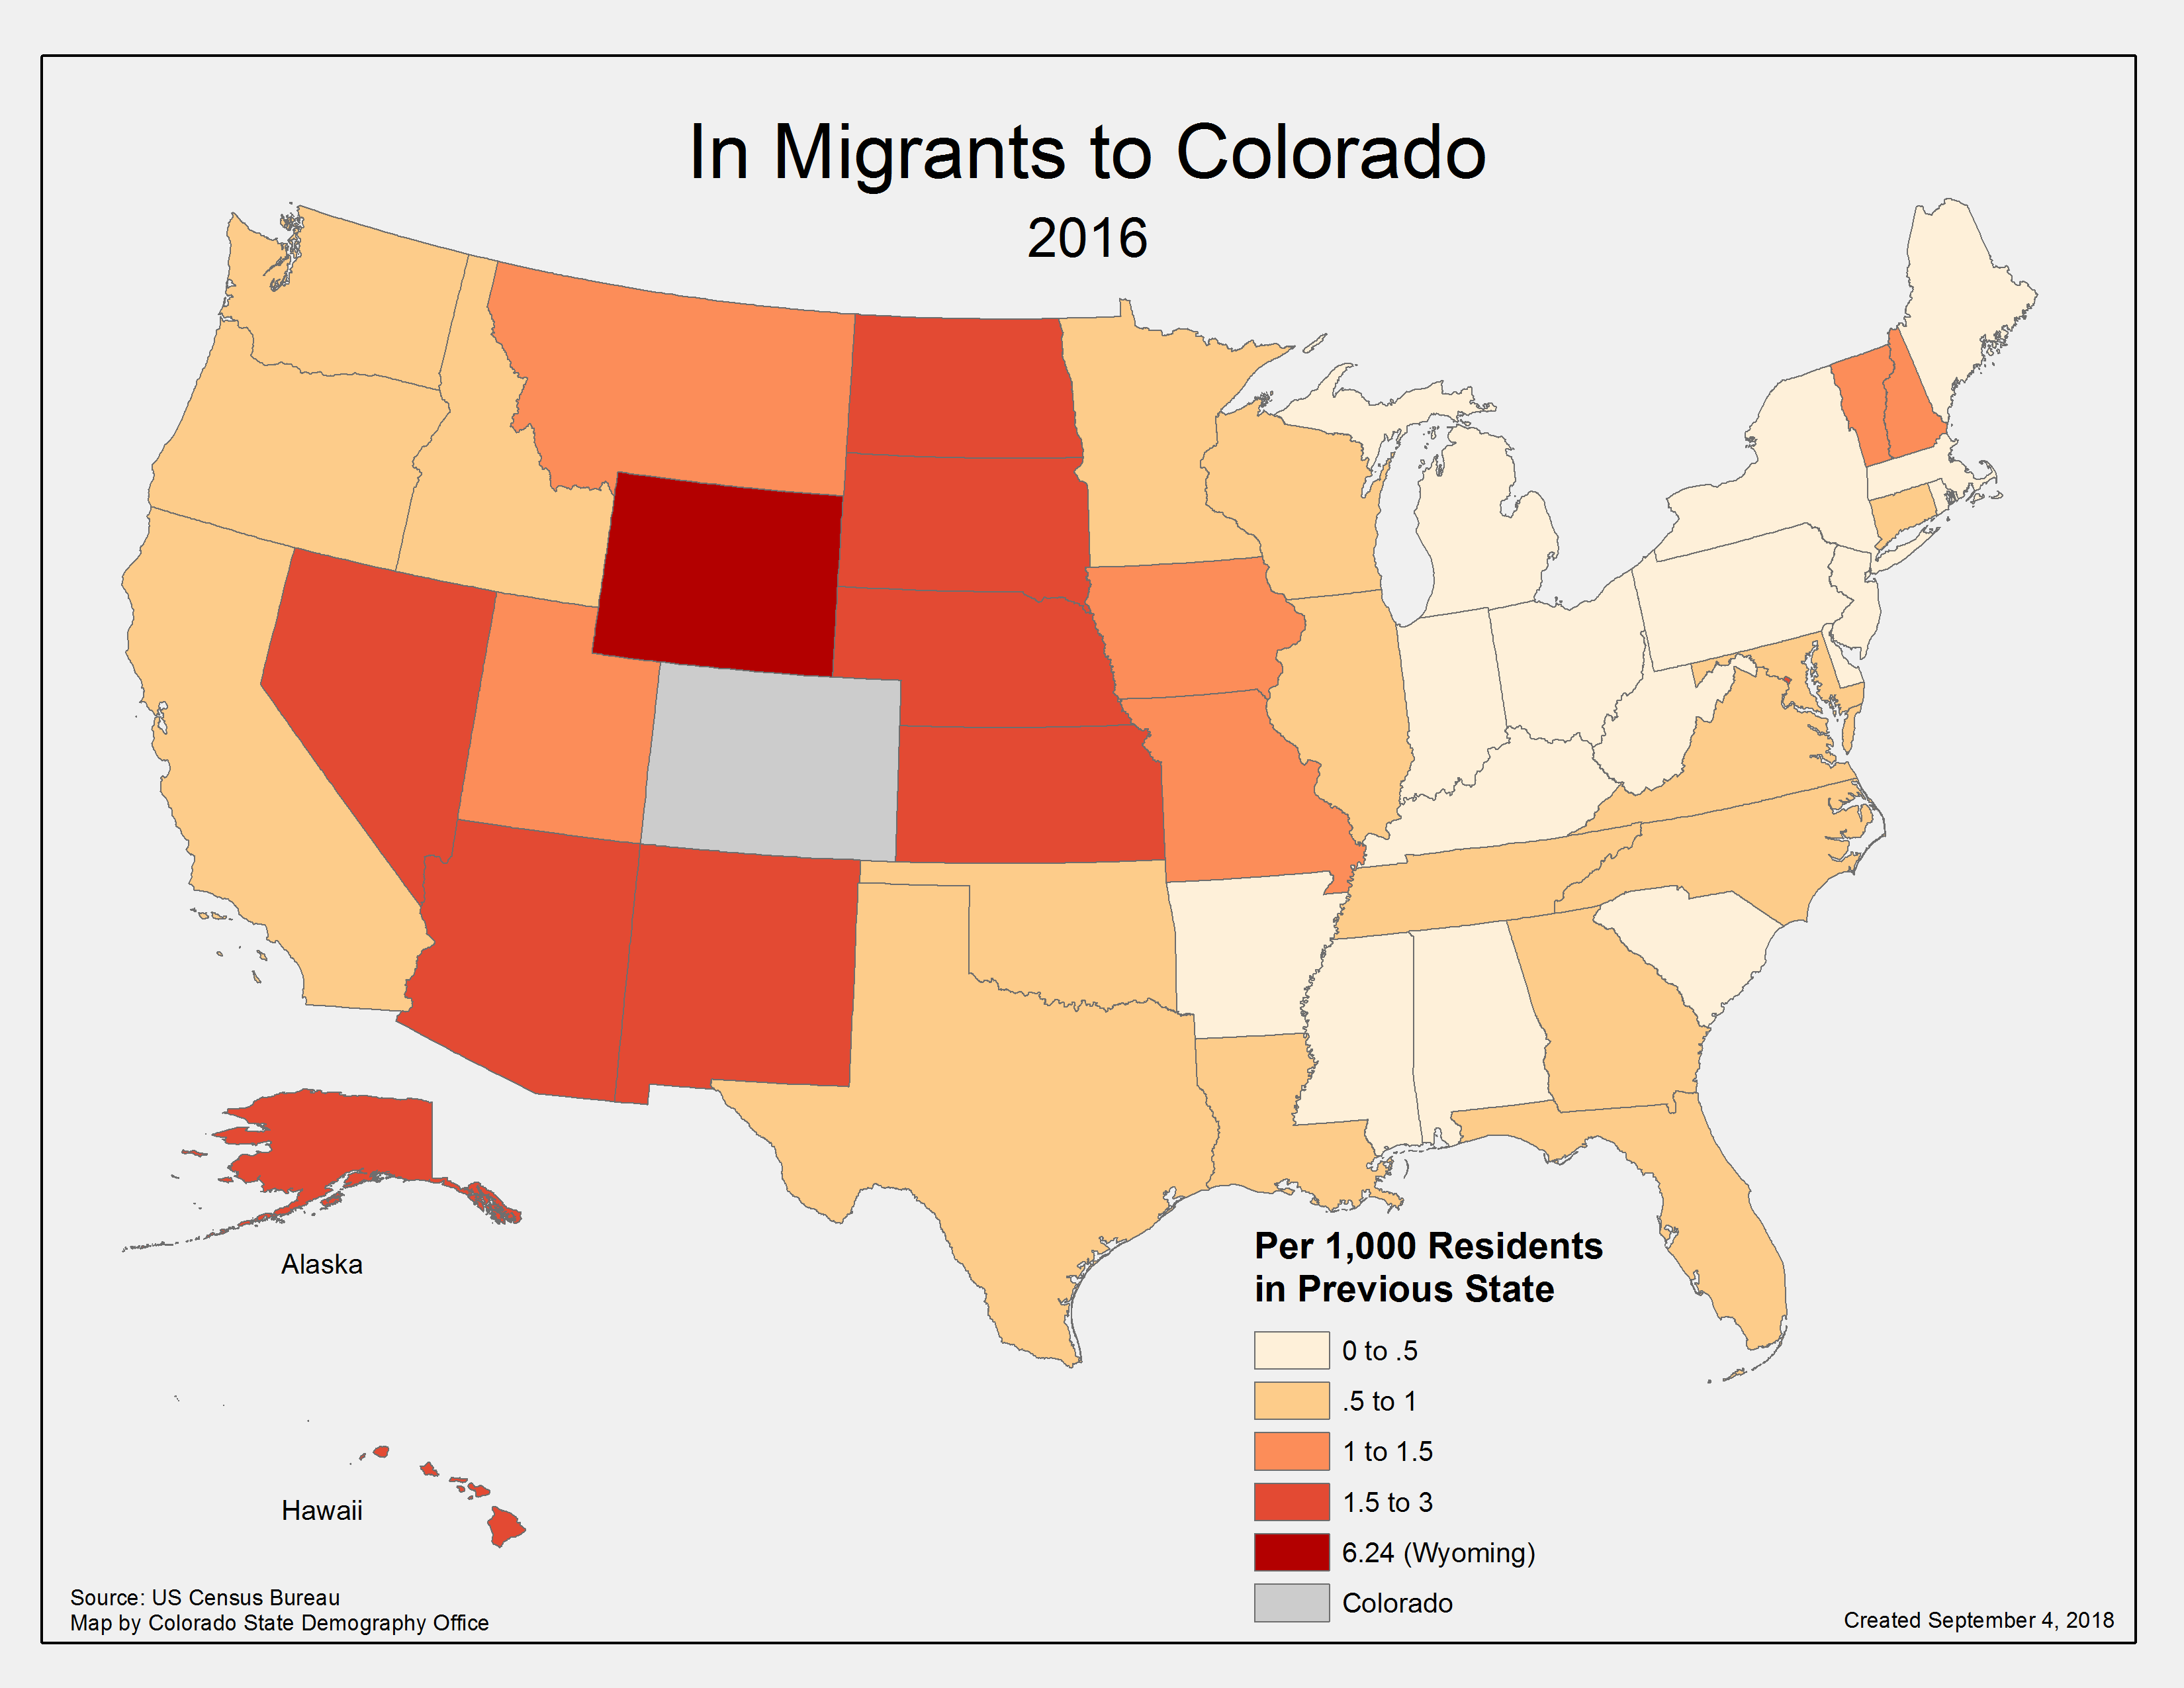 In Migrants to Colorado
2016
Alaska
Hawaii
Per 1,000 Residents
in Previous State
0 to .5
.5 to 1
1 to 1.5
1.5 to 3
6.24 (Wyoming)
Colorado
Source: US Census Bureau
Map by Colorado State Demography Office
Created September 4, 2018